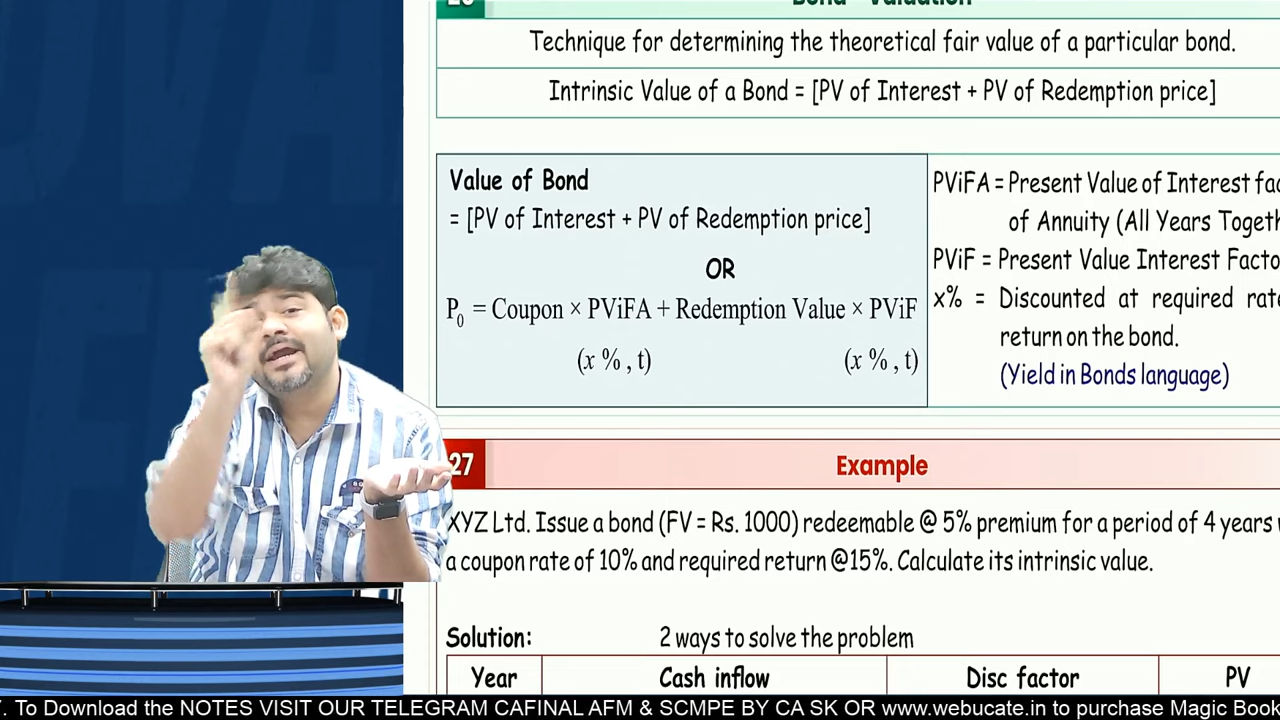 Bond - Valuation
Technique for determining the theoretical fair value of a particular bond.
Intrinsic Value of a Bond = [PV of Interest + PV of Redemption price]
Value of Bond
= [PV of Interest + PV of Redemption price]
OR
P0 = Coupon × PViFA + Redemption Value × PViF
(x %, t) (x %, t)
PViFA = Present Value of Interest
of Annuity (All Years
PViF = Present Value Interest
x% = Discounted at required
return on the bond.
(Yield in Bonds language)
27 Example
XYZ Ltd. Issue a bond (FV = Rs. 1000) redeemable @ 5% premium for a period of 4 years
a coupon rate of 10% and required return @15%. Calculate its intrinsic value.
Solution: 2 ways to solve the problem
Year Cash inflow Disc factor PV
. To Download the NOTES VISIT OUR TELEGRAM CAFINAL AFM & SCMPE BY CA SK OR www.webucate.in to purchase Magic Book